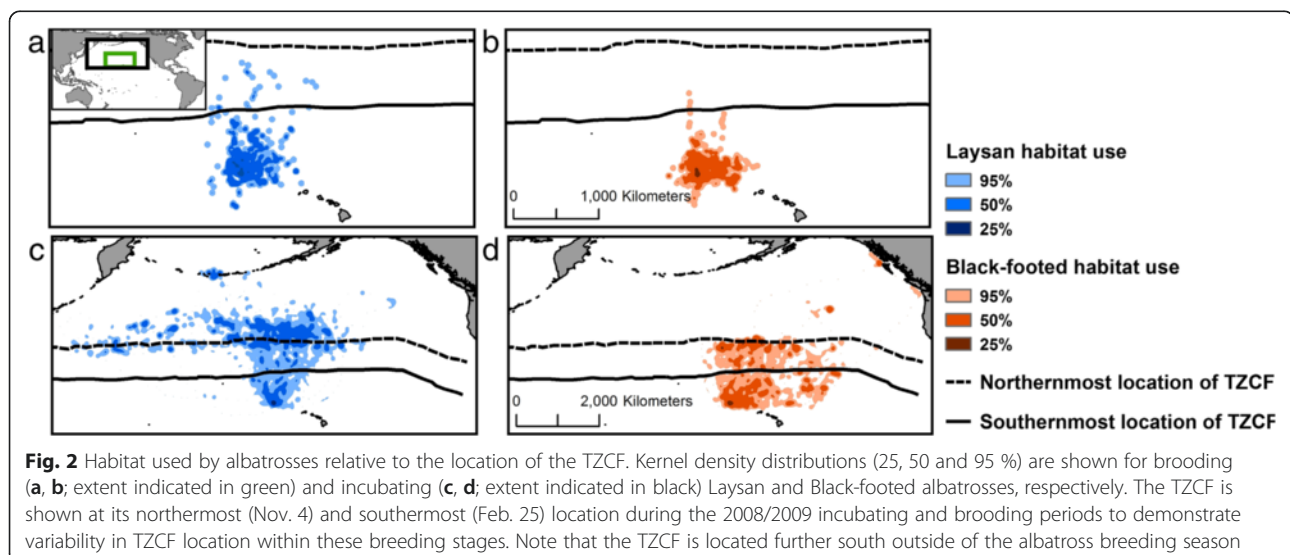 a
b
Laysan habitat use
95%
50%
25%
Black-footed habitat use
95%
50%
25%
Northernmost location of TZCF
Southernmost location of TZCF
0
1,000 Kilometers
c
d
0
2,000 Kilometers
Fig. 2 Habitat used by albatrosses relative to the location of the TZCF. Kernel density distributions (25, 50 and 95 %) are shown for brooding
(a, b; extent indicated in green) and incubating (c, d; extent indicated in black) Laysan and Black-footed albatrosses, respectively. The TZCF is
shown at its northermost (Nov. 4) and southermost (Feb. 25) location during the 2008/2009 incubating and brooding periods to demonstrate
variability in TZCF location within these breeding stages. Note that the TZCF is located further south outside of the albatross breeding season